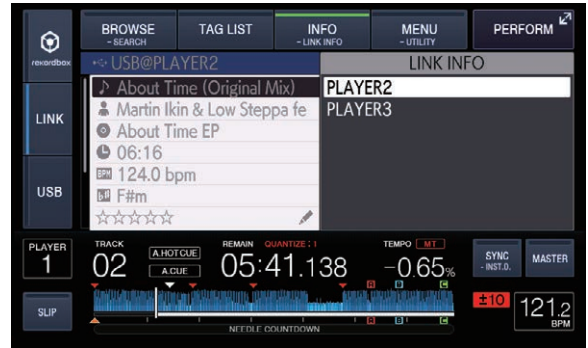 BROWSE
- SEARCH
TAG LIST
INFO
- LINK INFO
MENU
- UTILITY
PERFORM
rekordbox
LINK
USB
USB@PLAYER2
LINK INFO
About Time (Original Mix)
Martin Ikin & Low Steppa fe
About Time EP
06:16
BPM 124.0 bpm
F#m
PLAYER2
PLAYER3
PLAYER
1
TRACK
02
A.HOT CUE
A.CUE
REMAIN
QUANTIZE : 1
05:41.138
TEMPO
MT
-0.65%
SYNC
- INST.D.
MASTER
SLIP
A
B
C
±10
121.2
BPM
A
B
C
NEEDLE COUNTDOWN